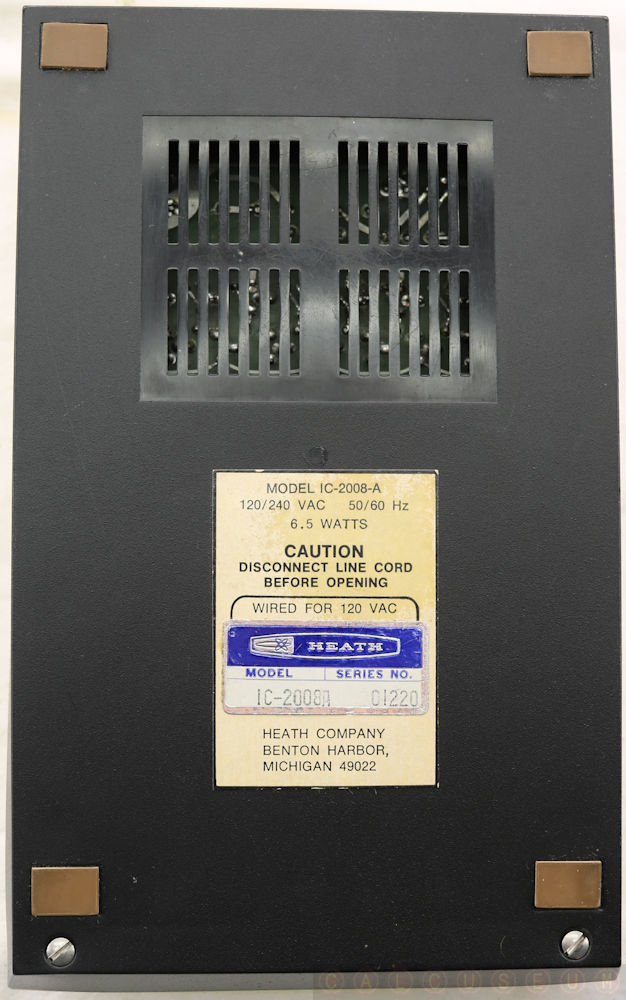 MODEL IC-2008-A
120/240 VAC 50/60 Hz
6.5 WATTS
CAUTION
DISCONNECT LINE CORD
BEFORE OPENING
WIRED FOR 120 VAC
HEATH
MODEL SERIES NO.
IC-2008A 01220
HEATH COMPANY
BENTON HARBOR,
MICHIGAN 49022
CALCUSEUM